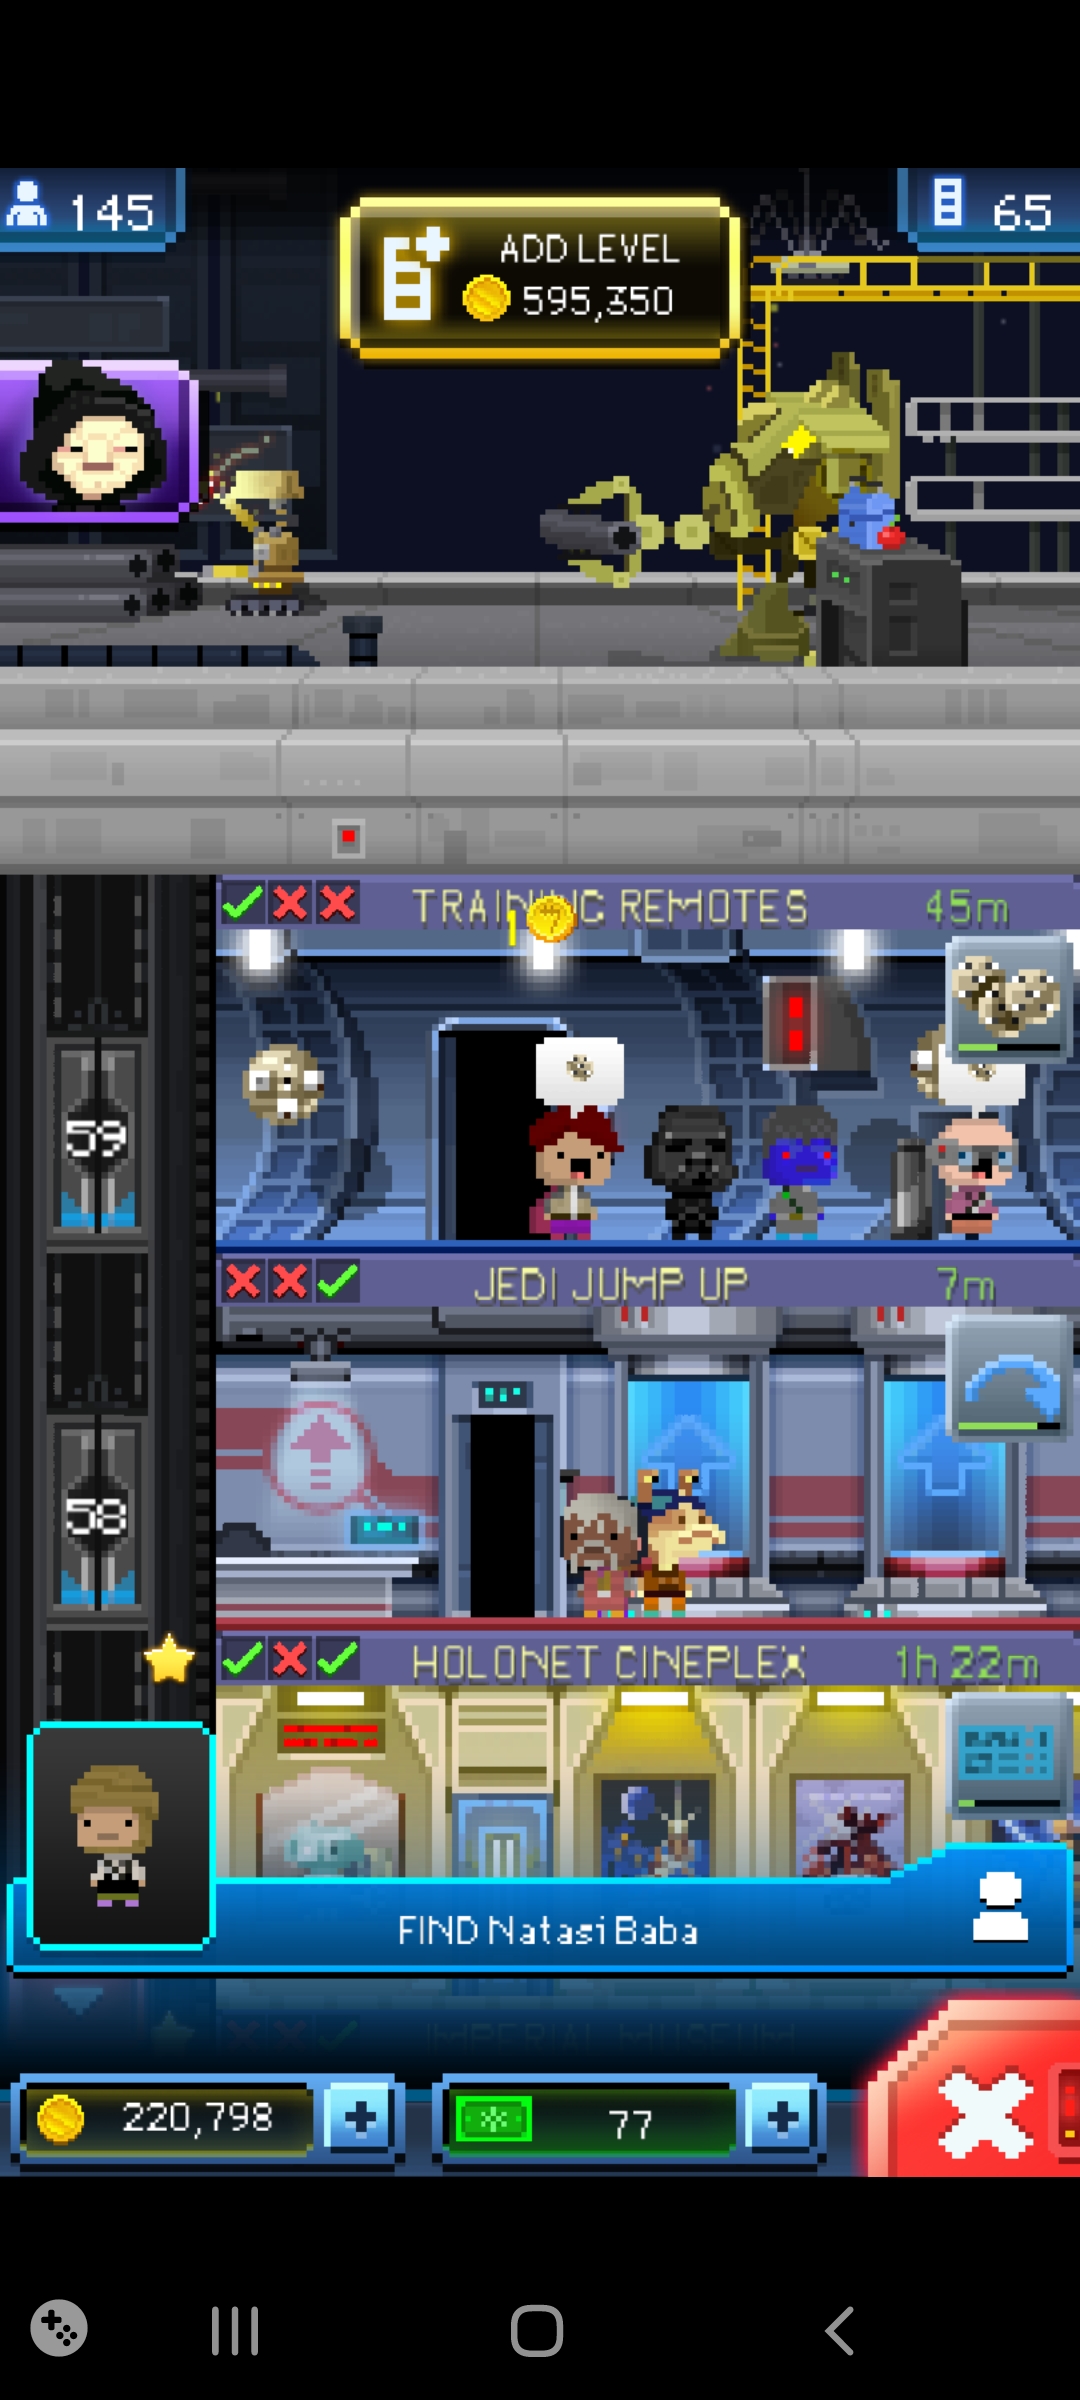 145
ADD LEVEL
595,350
65
TRAINING REMOTES 45m
1
59
JEDI JUMP UP 7m
58
HOLONET CINEPLEX 1h 22m
FIND Natasi Baba
220,798
77